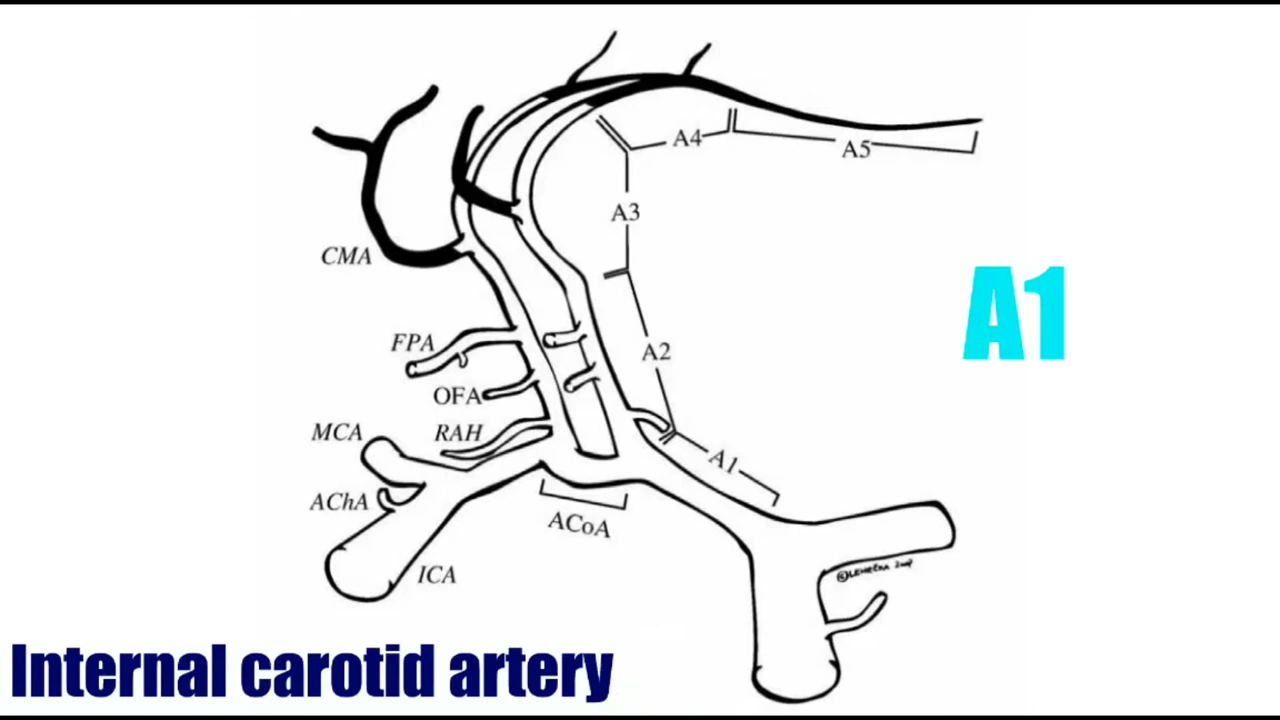 A4
A5
A3
A1
CMA
FPA
A2
OFA
MCA
RAH
A1
AChA
ACoA
ICA
Internal carotid artery